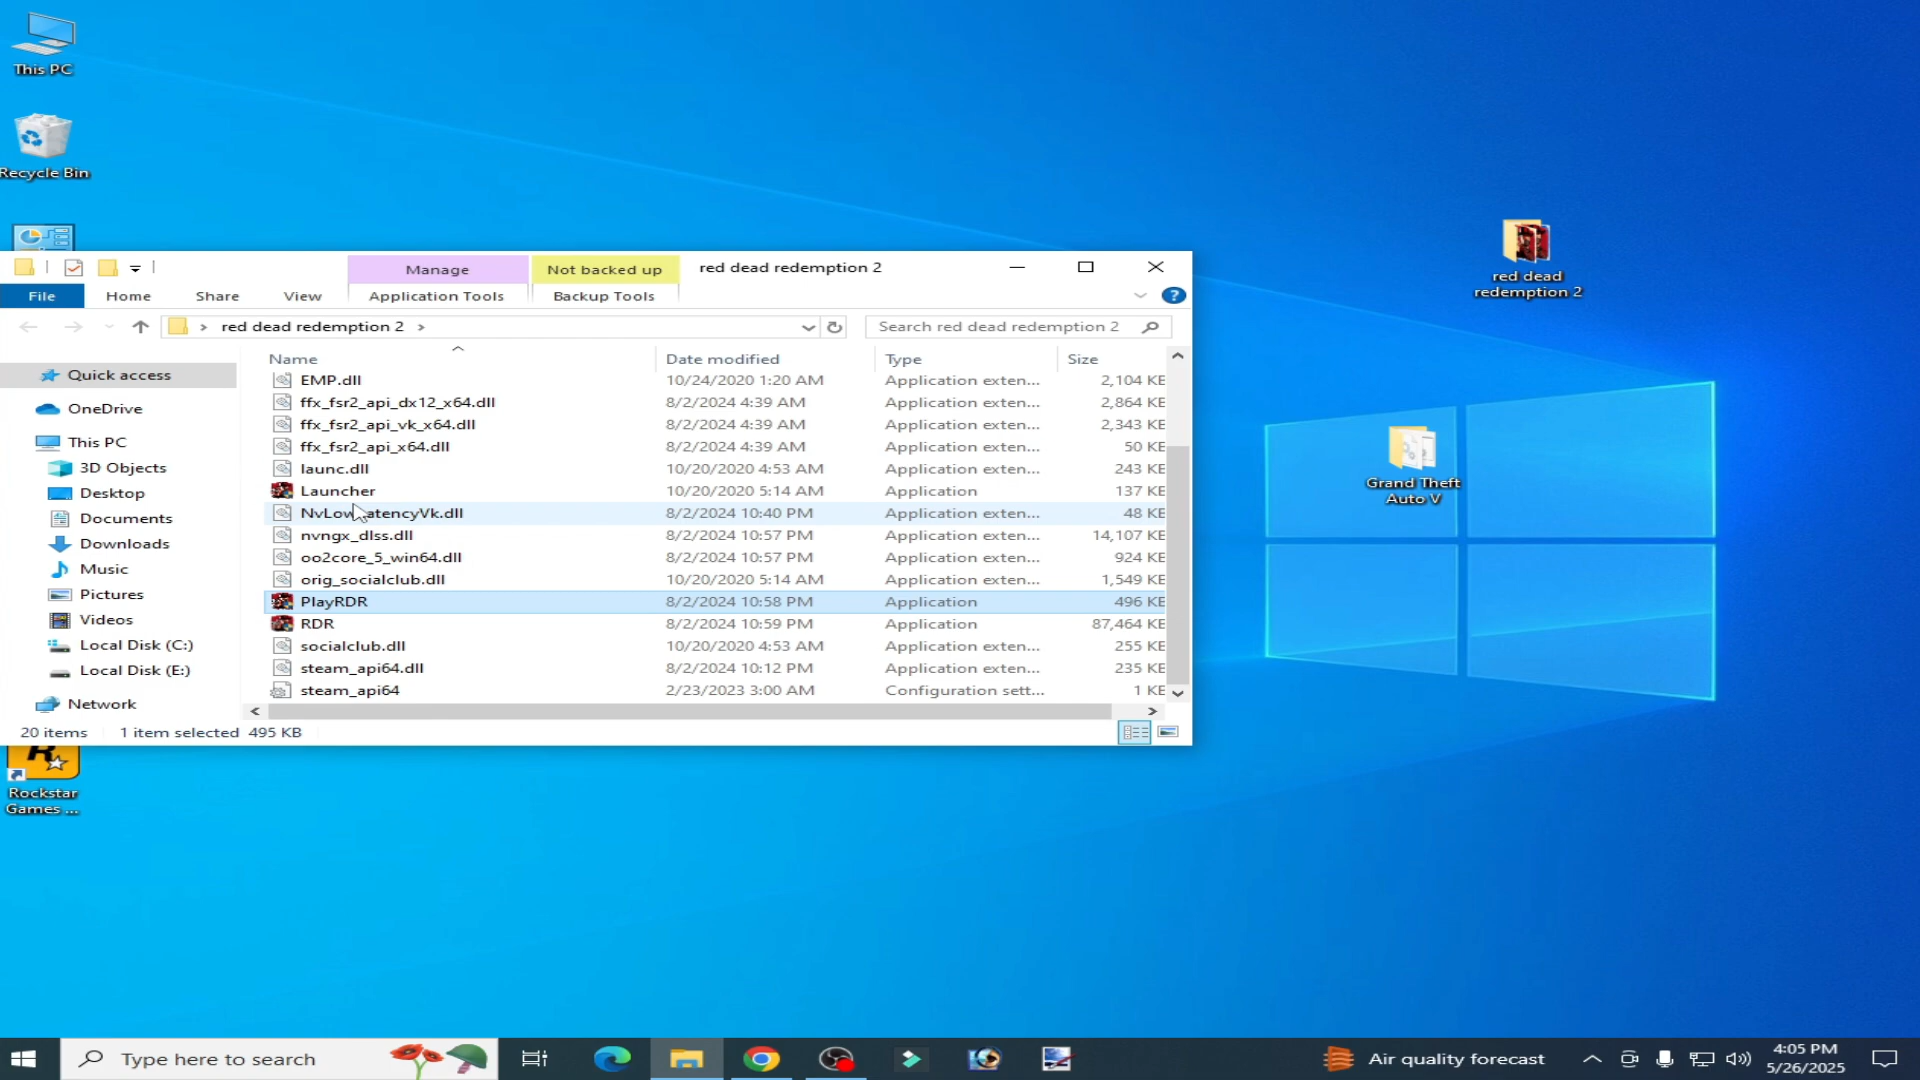 This PC
Recycle Bin
Manage
Not backed up
red dead redemption 2
File
Home
Share
View
Application Tools
Backup Tools
red dead redemption 2
Search red dead redemption 2
Name
Date modified
Type
Size
Quick access
OneDrive
This PC
3D Objects
Desktop
Documents
Downloads
Music
Pictures
Videos
Local Disk (C:)
Local Disk (E:)
Network
EMP.dll 10/24/2020 1:20 AM Application exten... 2,104 KB
ffx_fsr2_api_dx12_x64.dll 8/2/2024 4:39 AM Application exten... 2,864 KB
ffx_fsr2_api_vk_x64.dll 8/2/2024 4:39 AM Application exten... 2,343 KB
ffx_fsr2_api_x64.dll 8/2/2024 4:39 AM Application exten... 50 KB
launc.dll 10/20/2020 4:53 AM Application exten... 243 KB
Launcher 10/20/2020 5:14 AM Application 137 KB
NvLowLatencyVk.dll 8/2/2024 10:40 PM Application exten... 48 KB
nvngx_dlss.dll 8/2/2024 10:57 PM Application exten... 14,107 KB
oo2core_5_win64.dll 8/2/2024 10:57 PM Application exten... 924 KB
orig_socialclub.dll 10/20/2020 5:14 AM Application exten... 1,549 KB
PlayRDR 8/2/2024 10:58 PM Application 496 KB
RDR 8/2/2024 10:59 PM Application 87,464 KB
socialclub.dll 10/20/2020 4:53 AM Application exten... 255 KB
steam_api64.dll 8/2/2024 10:12 PM Application exten... 235 KB
steam_api64 2/23/2023 3:00 AM Configuration sett... 1 KB
20 items 1 item selected 495 KB
red dead
redemption 2
Grand Theft
Auto V
Rockstar
Games ...
Type here to search
Air quality forecast
4:05 PM
5/26/2025